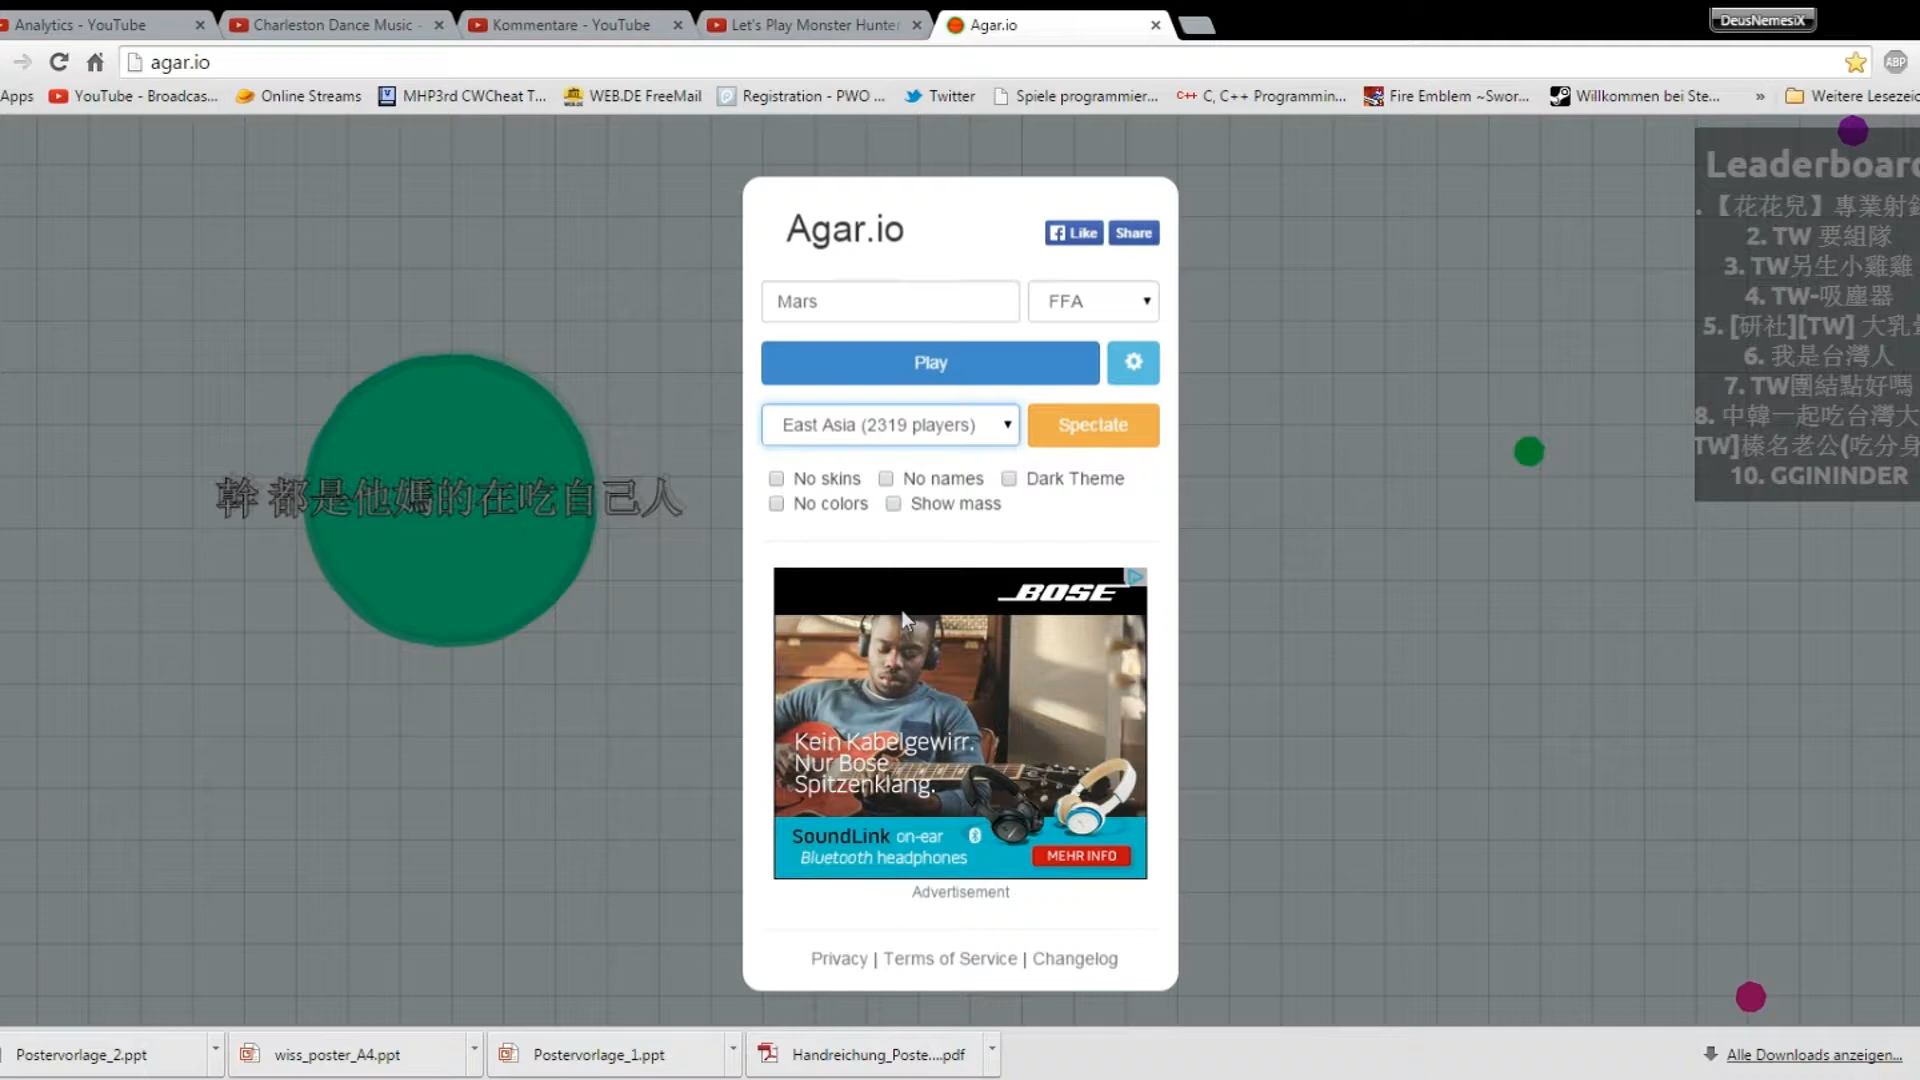 Analytics - YouTube
Charleston Dance Music -
Kommentare - YouTube
Let's Play Monster Hunter
Agar.io
DeusNemesiX
agar.io
ABP
Apps
YouTube - Broadcas...
Online Streams
MHP3rd CWCheat T...
WEB.DE FreeMail
Registration - PWO ...
Twitter
Spiele programmier...
C++ C, C++ Programmin...
Fire Emblem ~Swor...
Willkommen bei Ste...
»
Weitere Lesezeic
Leaderboard
. 【花花兒】專業射
2. TW 要組隊
3. TW另生小雞雞
4. TW-吸塵器
5. [研社][TW] 大乳
6. 我是台灣人
7. TW團結點好嗎
8. 中韓一起吃台灣大
TW]榛名老公(吃分身
10. GGININDER
幹 都是他媽的在吃自己人
Agar.io
Like
Share
Mars
FFA
Play
East Asia (2319 players)
Spectate
No skins
No names
Dark Theme
No colors
Show mass
BOSE
Kein Kabelgewirr.
Nur Bose
Spitzenklang.
SoundLink on-ear
Bluetooth headphones
MEHR INFO
Advertisement
Privacy | Terms of Service | Changelog
Postervorlage_2.ppt
wiss_poster_A4.ppt
Postervorlage_1.ppt
Handreichung_Poste....pdf
Alle Downloads anzeigen...